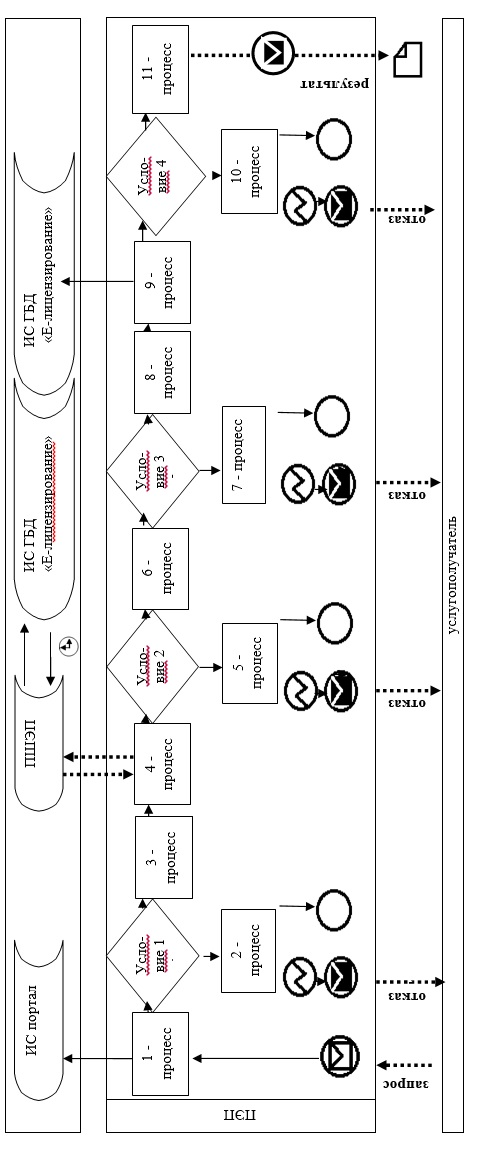 ИС портал
ПШЭП
ИС ГБД
«Е-лицензирование»
ИС ГБД
«Е-лицензирование»
ПЭП
1 -
процесс
Усло-
вие 1
2 -
процесс
3 -
процесс
4 -
процесс
Усло-
вие 2
5 -
процесс
6 -
процесс
Усло-
вие 3
7 - процесс
8 -
процесс
9 -
процесс
Усло-
вие 4
10 -
процесс
11 -
процесс
запрос
отказ
отказ
отказ
отказ
результат
услугополучатель